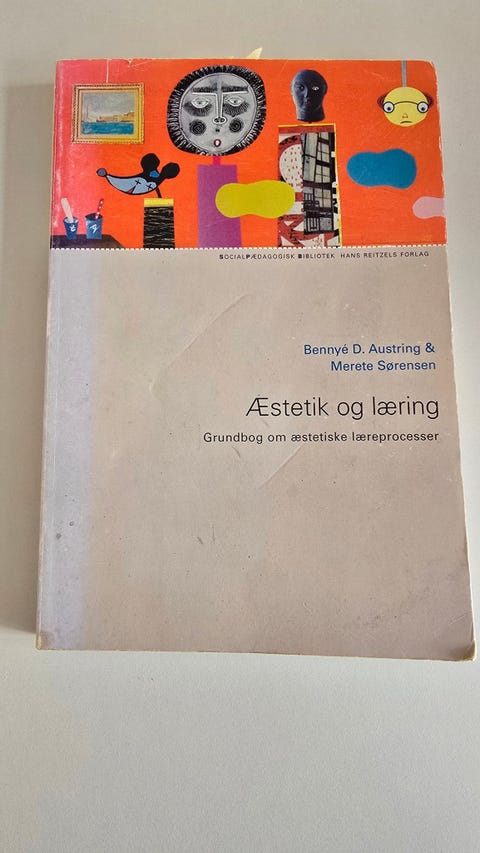 SOCIALPÆDAGOGISK BIBLIOTEK HANS REITZELS FORLAG
Bennyé D. Austring &
Merete Sørensen
Æstetik og læring
Grundbog om æstetiske læreprocesser